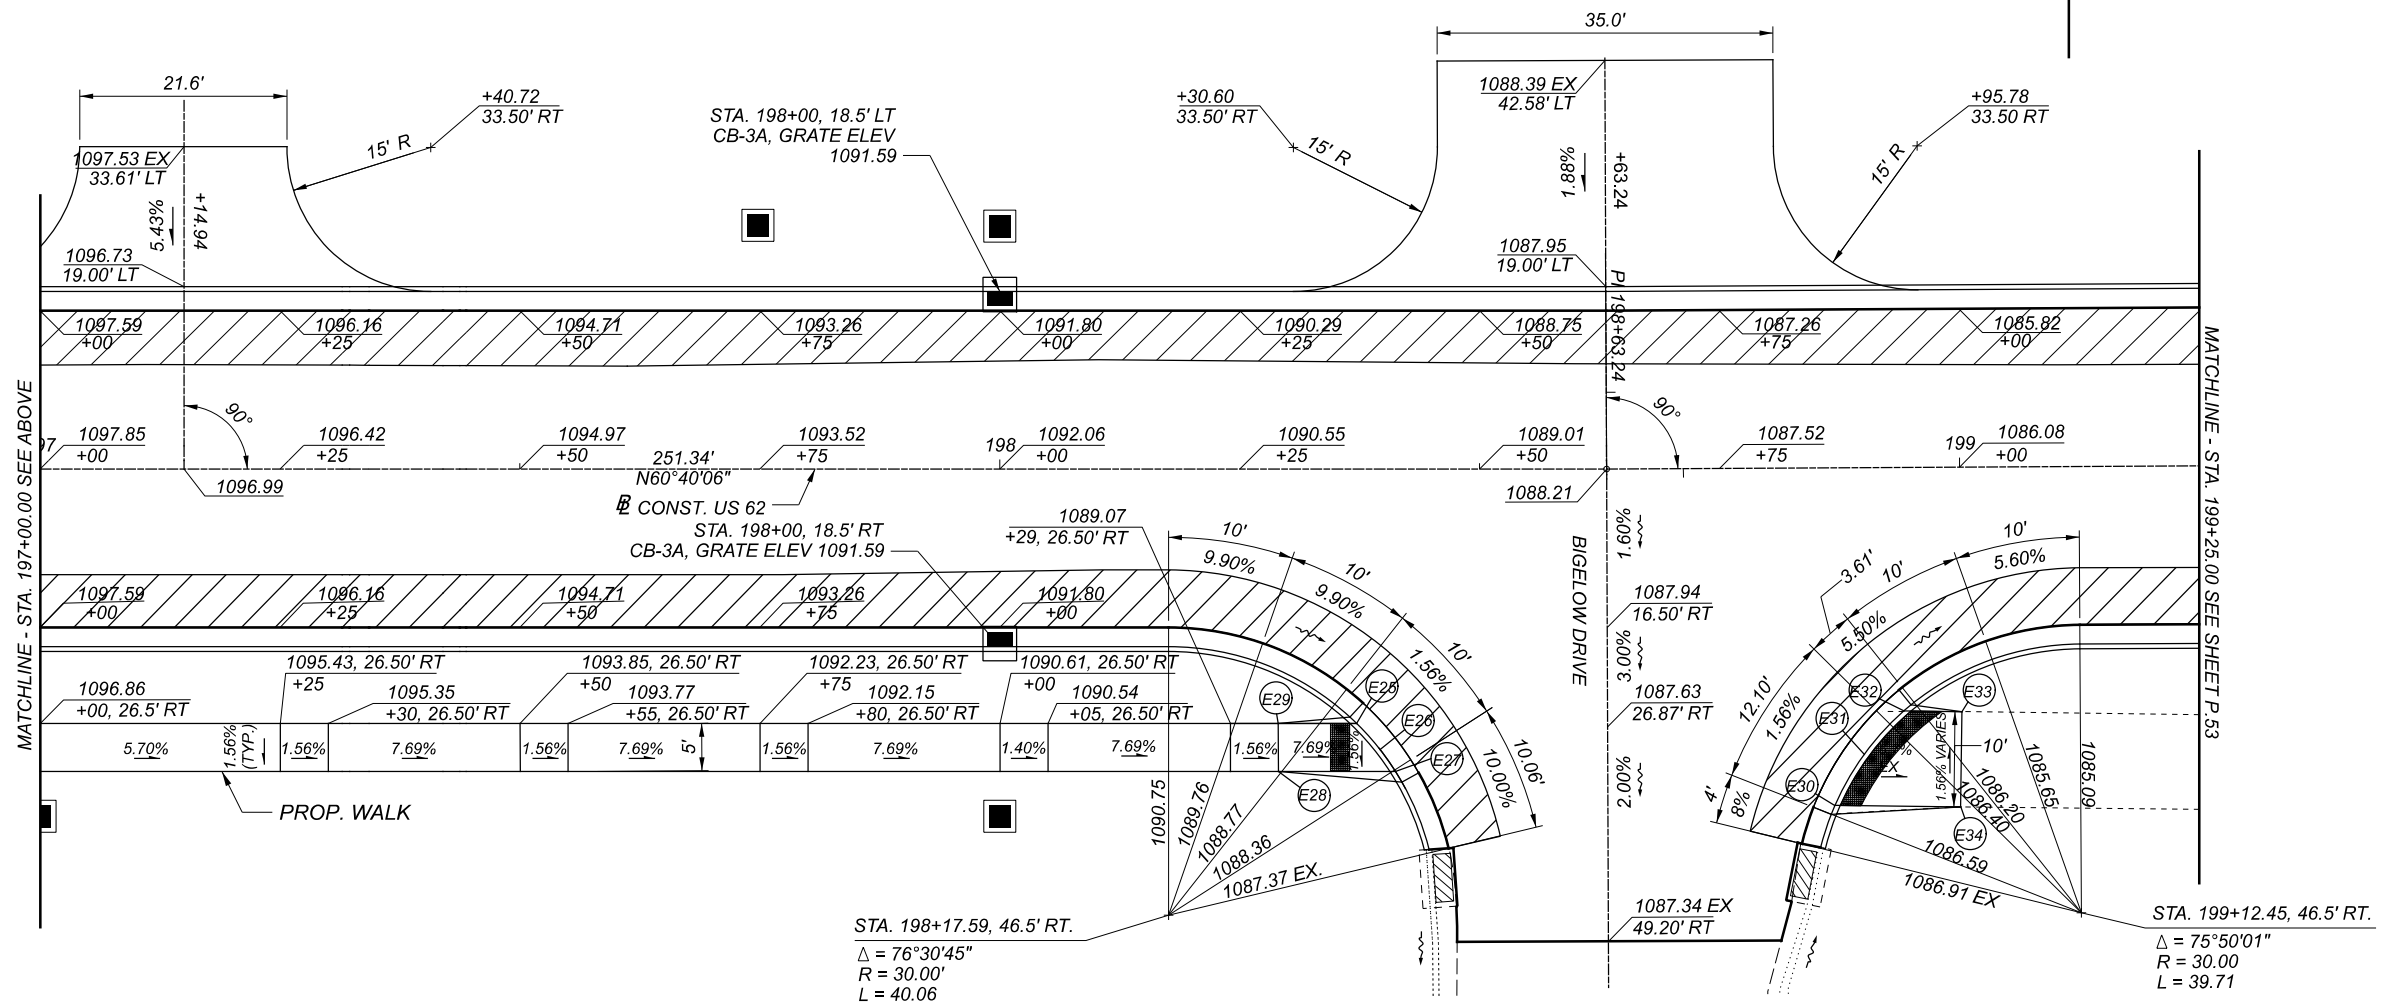 35.0'
21.6'
+40.72
33.50' RT
15' R
STA. 198+00, 18.5' LT
CB-3A, GRATE ELEV
1091.59
+30.60
33.50' RT
15' R
1088.39 EX
42.58' LT
+95.78
33.50 RT
15' R
1097.53 EX
33.61' LT
5.43%
+14.94
1.88%
+63.24
1096.73
19.00' LT
1087.95
19.00' LT
PI 198+63.24
1097.59
+00
1096.16
+25
1094.71
+50
1093.26
+75
1091.80
+00
1090.29
+25
1088.75
+50
1087.26
+75
1085.82
+00
MATCHLINE - STA. 197+00.00 SEE ABOVE
MATCHLINE - STA. 199+25.00 SEE SHEET P.53
90°
90°
97
1097.85
+00
1096.42
+25
1094.97
+50
1093.52
+75
198
1092.06
+00
1090.55
+25
1089.01
+50
1087.52
+75
199
1086.08
+00
251.34'
N60°40'06"
1096.99
CONST. US 62
1088.21
STA. 198+00, 18.5' RT
CB-3A, GRATE ELEV 1091.59
1089.07
+29, 26.50' RT
BIGELOW DRIVE
1.60%
1087.94
16.50' RT
3.00%
1087.63
26.87' RT
2.00%
1087.34 EX
49.20' RT
1097.59
+00
1096.16
+25
1094.71
+50
1093.26
+75
1091.80
+00
10'
9.90%
10'
9.90%
10'
1.56%
10.06'
10.00%
1095.43, 26.50' RT
+25
1093.85, 26.50' RT
+50
1092.23, 26.50' RT
+75
1090.61, 26.50' RT
+00
1096.86
+00, 26.5' RT
1095.35
+30, 26.50' RT
1093.77
+55, 26.50' RT
1092.15
+80, 26.50' RT
1090.54
+05, 26.50' RT
5.70%
1.56%
(TYP.)
1.56%
7.69%
1.56%
7.69%
5'
1.56%
7.69%
1.40%
7.69%
1.56%
7.69%
1.56%
PROP. WALK
E29
E25
E26
E27
E28
1090.75
1089.76
1088.77
1088.36
1087.37 EX.
STA. 198+17.59, 46.5' RT.
Δ = 76°30'45"
R = 30.00'
L = 40.06
10'
5.60%
10'
3.61'
5.50%
12.10'
1.56%
4'
8%
E32
E33
E31
E30
E34
EX
1.56% VARIES
10'
1085.09
1085.65
1086.20
1086.40
1086.59
1086.91 EX
STA. 199+12.45, 46.5' RT.
Δ = 75°50'01"
R = 30.00
L = 39.71